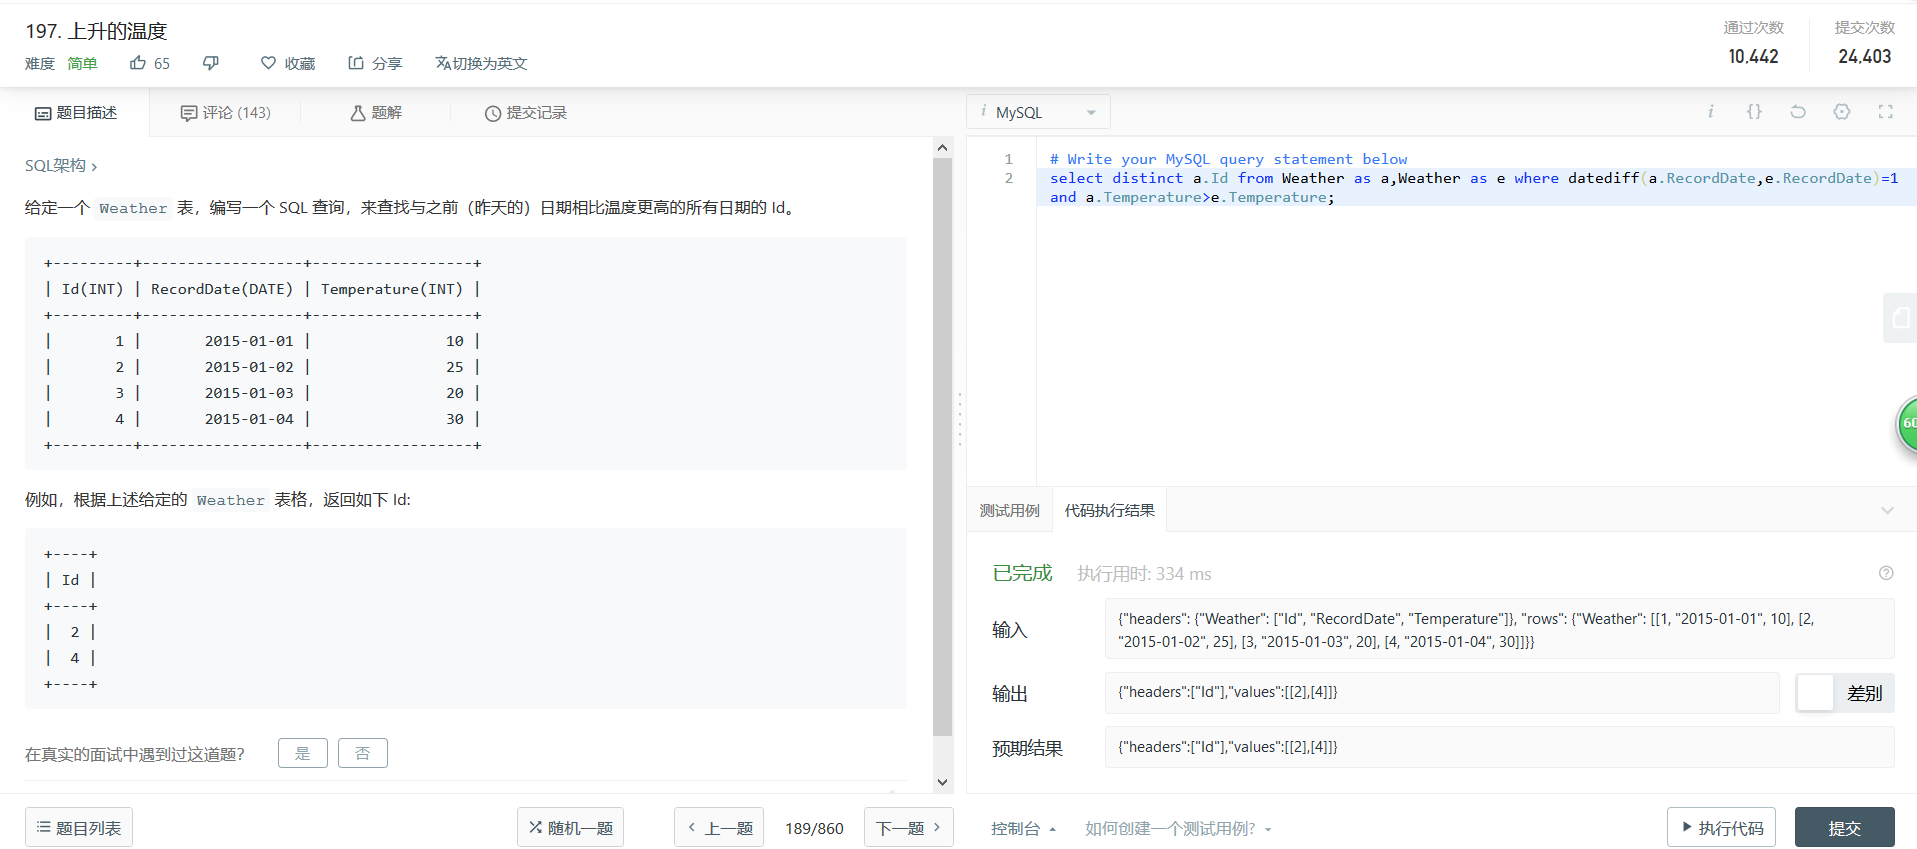 197. 上升的温度
难度 简单 65 收藏 分享 切换为英文
通过次数 提交次数
10,442 24,403
题目描述 评论 (143) 题解 提交记录
SQL架构 ›
给定一个 Weather 表，编写一个 SQL 查询，来查找与之前（昨天的）日期相比温度更高的所有日期的 Id。
+---------+------------------+------------------+
| Id(INT) | RecordDate(DATE) | Temperature(INT) |
+---------+------------------+------------------+
|       1 |       2015-01-01 |               10 |
|       2 |       2015-01-02 |               25 |
|       3 |       2015-01-03 |               20 |
|       4 |       2015-01-04 |               30 |
+---------+------------------+------------------+
例如，根据上述给定的 Weather 表格，返回如下 Id:
+----+
| Id |
+----+
|  2 |
|  4 |
+----+
在真实的面试中遇到过这道题? 是 否
题目列表 随机一题 ‹ 上一题 189/860 下一题 ›
i MySQL i {}
1 # Write your MySQL query statement below
2 select distinct a.Id from Weather as a,Weather as e where datediff(a.RecordDate,e.RecordDate)=1
and a.Temperature>e.Temperature;
60
测试用例 代码执行结果
已完成 执行用时: 334 ms
输入 {"headers": {"Weather": ["Id", "RecordDate", "Temperature"]}, "rows": {"Weather": [[1, "2015-01-01", 10], [2,
"2015-01-02", 25], [3, "2015-01-03", 20], [4, "2015-01-04", 30]]}}
输出 {"headers":["Id"],"values":[[2],[4]]} 差别
预期结果 {"headers":["Id"],"values":[[2],[4]]}
控制台 如何创建一个测试用例? 执行代码 提交